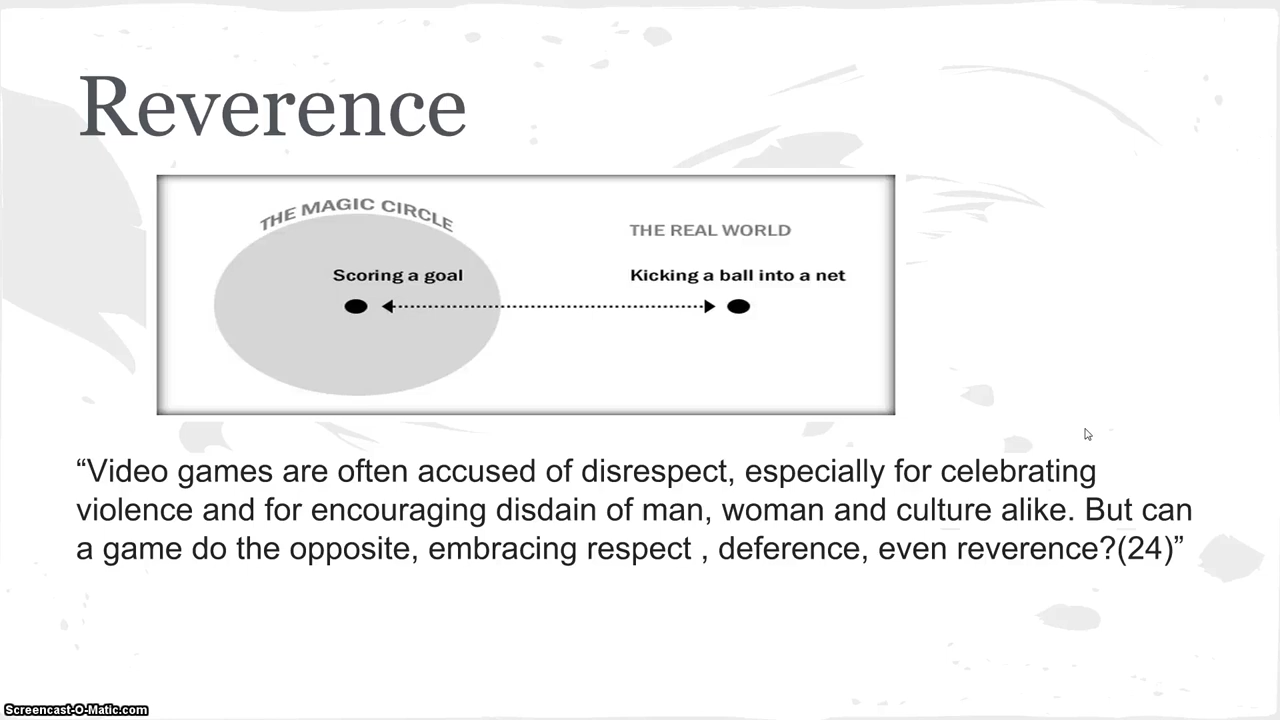 Reverence
THE MAGIC CIRCLE
THE REAL WORLD
Scoring a goal
Kicking a ball into a net
“Video games are often accused of disrespect, especially for celebrating
violence and for encouraging disdain of man, woman and culture alike. But can
a game do the opposite, embracing respect , deference, even reverence?(24)”
Screencast-O-Matic.com